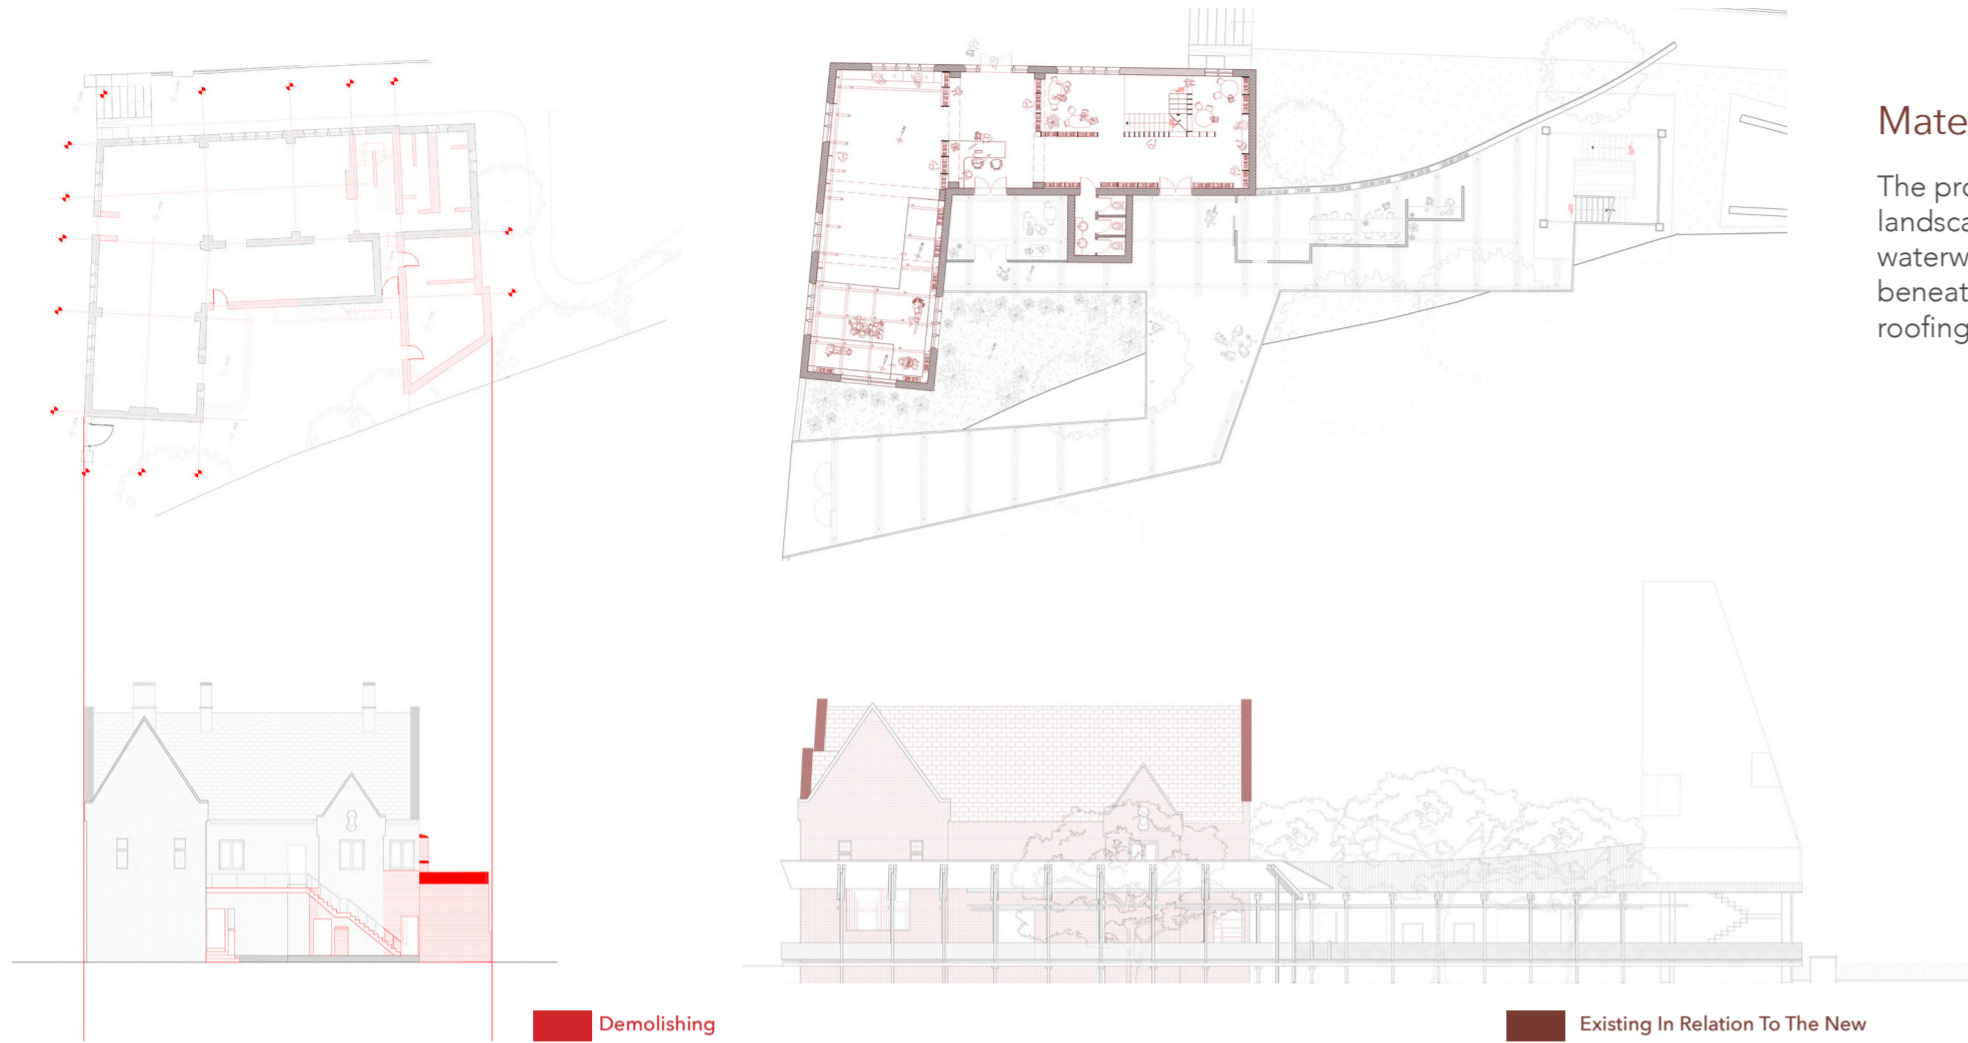 Mate
The pro
landsca
waterw
beneat
roofing
Demolishing
Existing In Relation To The New